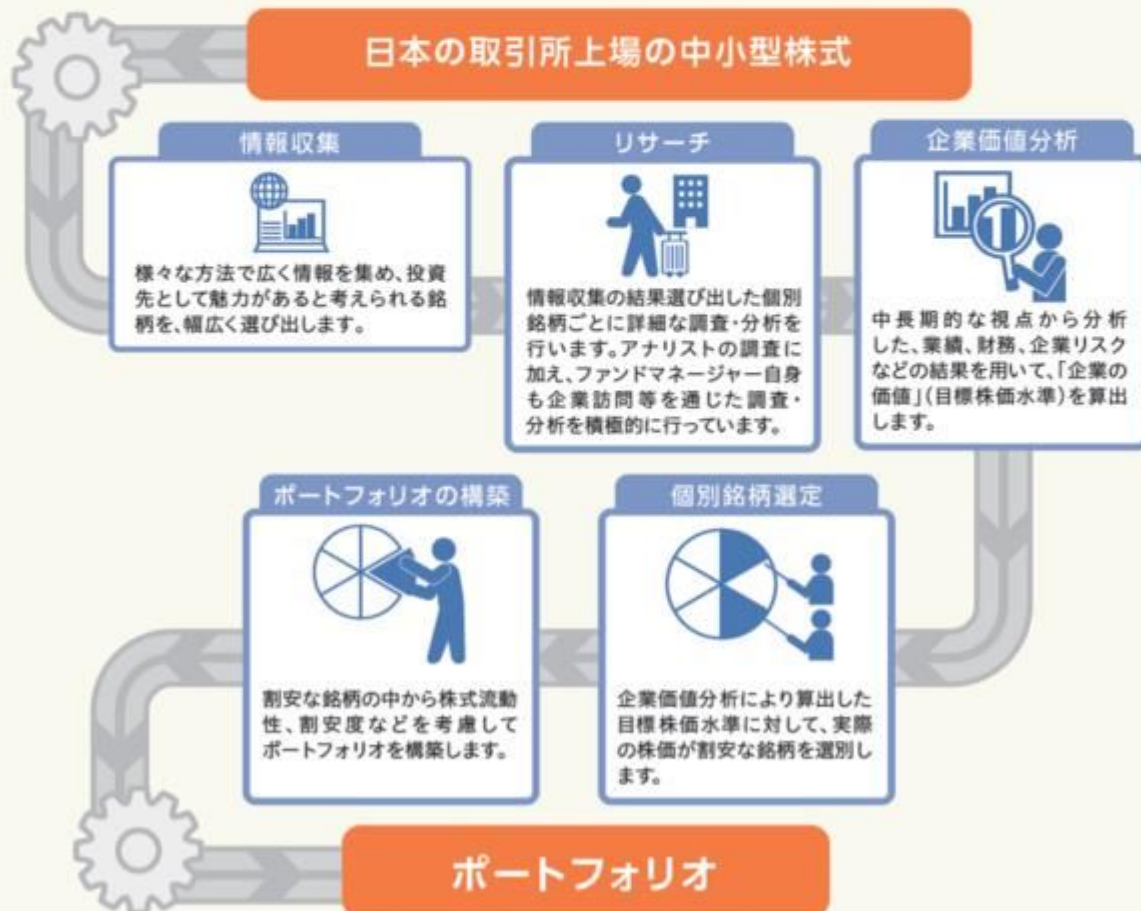 日本の取引所上場の中小型株式
情報収集
様々な方法で広く情報を集め、投資
先として魅力があると考えられる銘
柄を、幅広く選び出します。
リサーチ
情報収集の結果選び出した個別
銘柄ごとに詳細な調査・分析を
行います。アナリストの調査に
加え、ファンドマネージャー自身
も企業訪問等を通じた調査・
分析を積極的に行っています。
企業価値分析
中長期的な視点から分析
した、業績、財務、企業リスク
などの結果を用いて、「企業の
価値」(目標株価水準)を算出
します。
個別銘柄選定
企業価値分析により算出した
目標株価水準に対して、実際
の株価が割安な銘柄を選別し
ます。
ポートフォリオの構築
割安な銘柄の中から株式流動
性、割安度などを考慮して
ポートフォリオを構築します。
ポートフォリオ